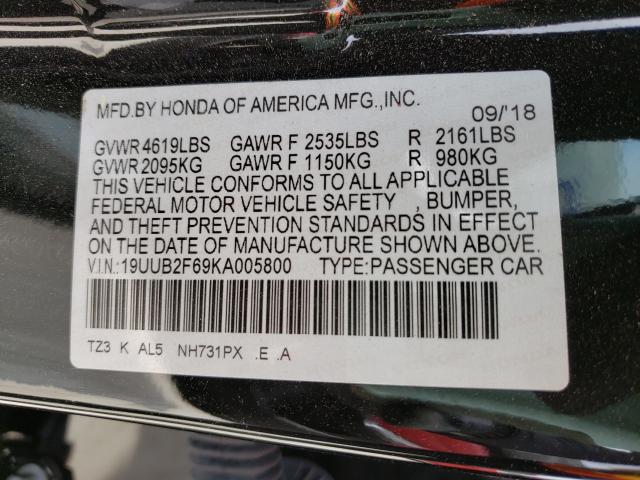 MFD.BY HONDA OF AMERICA MFG.,INC. 09/'18
GVWR 4619LBS GAWR F 2535LBS R 2161LBS
GVWR 2095KG GAWR F 1150KG R 980KG
THIS VEHICLE CONFORMS TO ALL APPLICABLE
FEDERAL MOTOR VEHICLE SAFETY , BUMPER,
AND THEFT PREVENTION STANDARDS IN EFFECT
ON THE DATE OF MANUFACTURE SHOWN ABOVE.
V.I.N.:19UUB2F69KA005800 TYPE:PASSENGER CAR
TZ3 K AL5 NH731PX .E .A